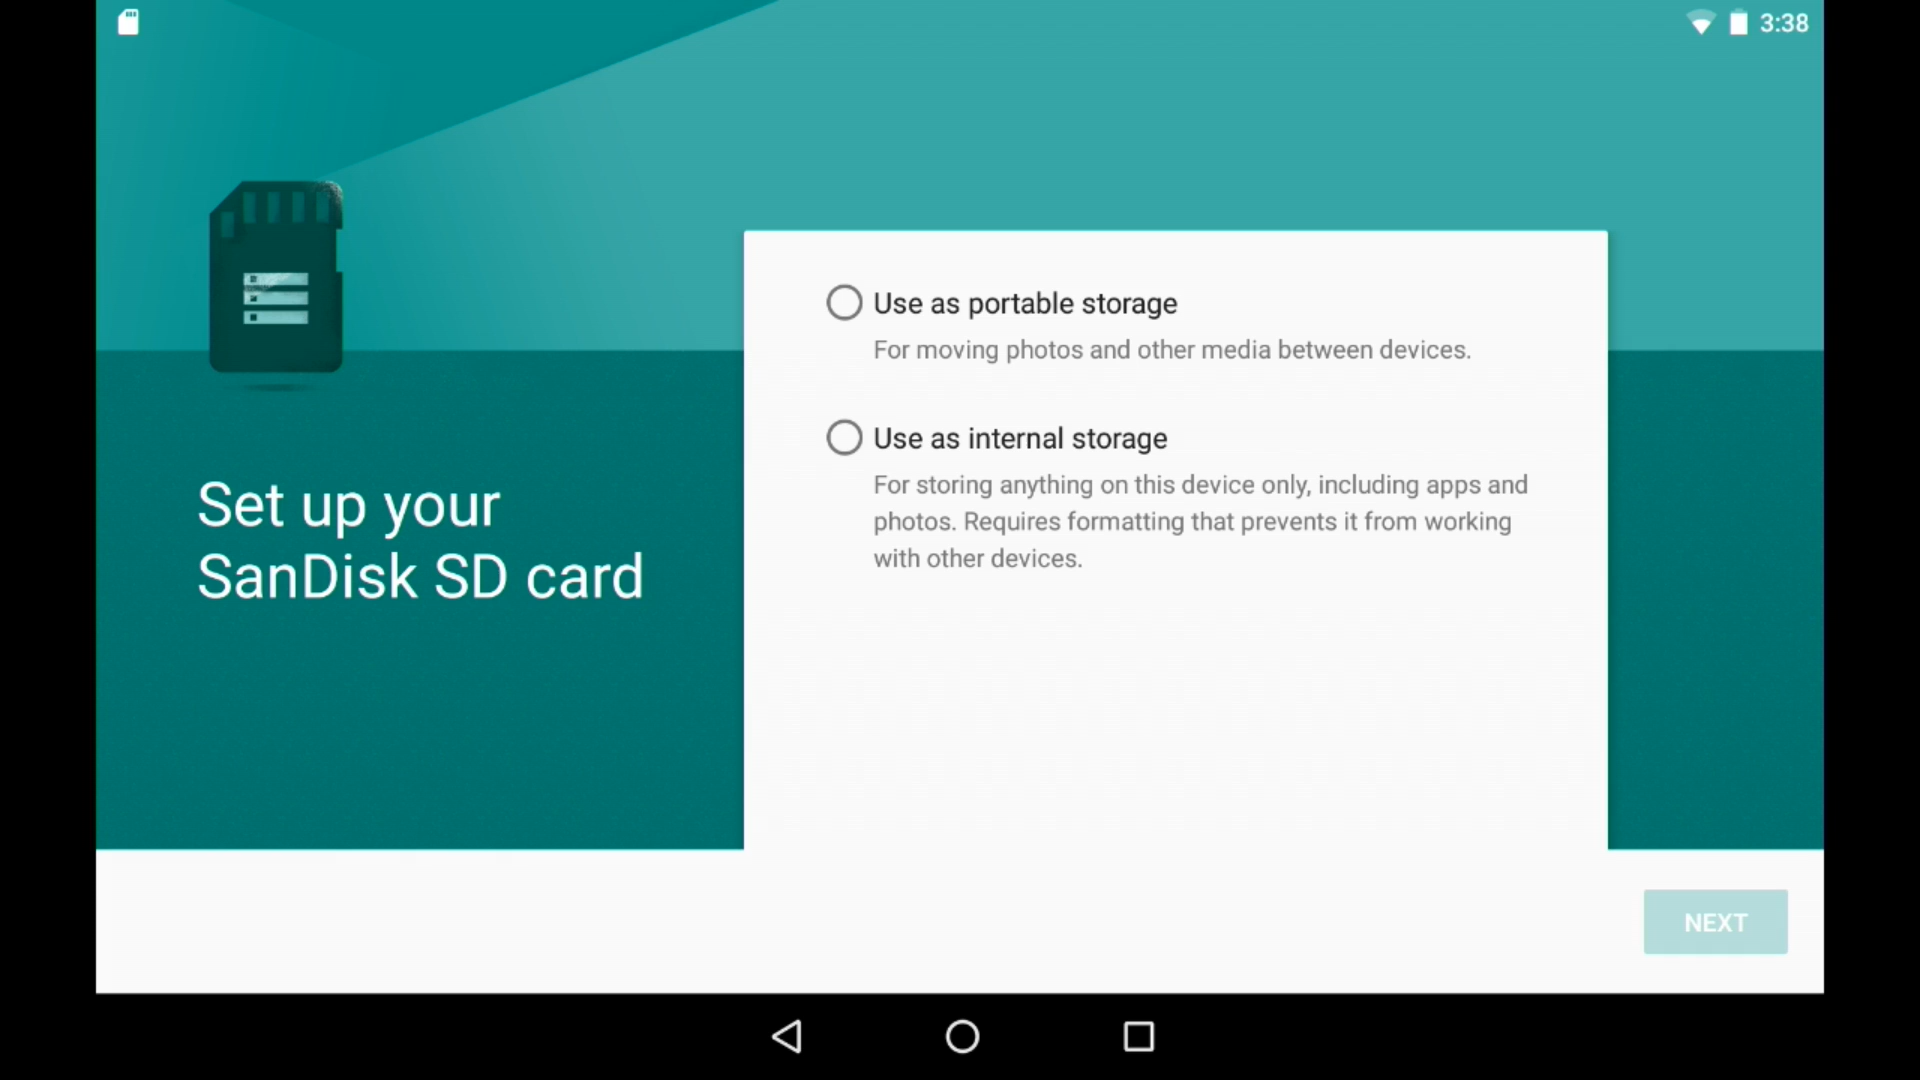 3:38
Set up your
SanDisk SD card
Use as portable storage
For moving photos and other media between devices.
Use as internal storage
For storing anything on this device only, including apps and
photos. Requires formatting that prevents it from working
with other devices.
NEXT